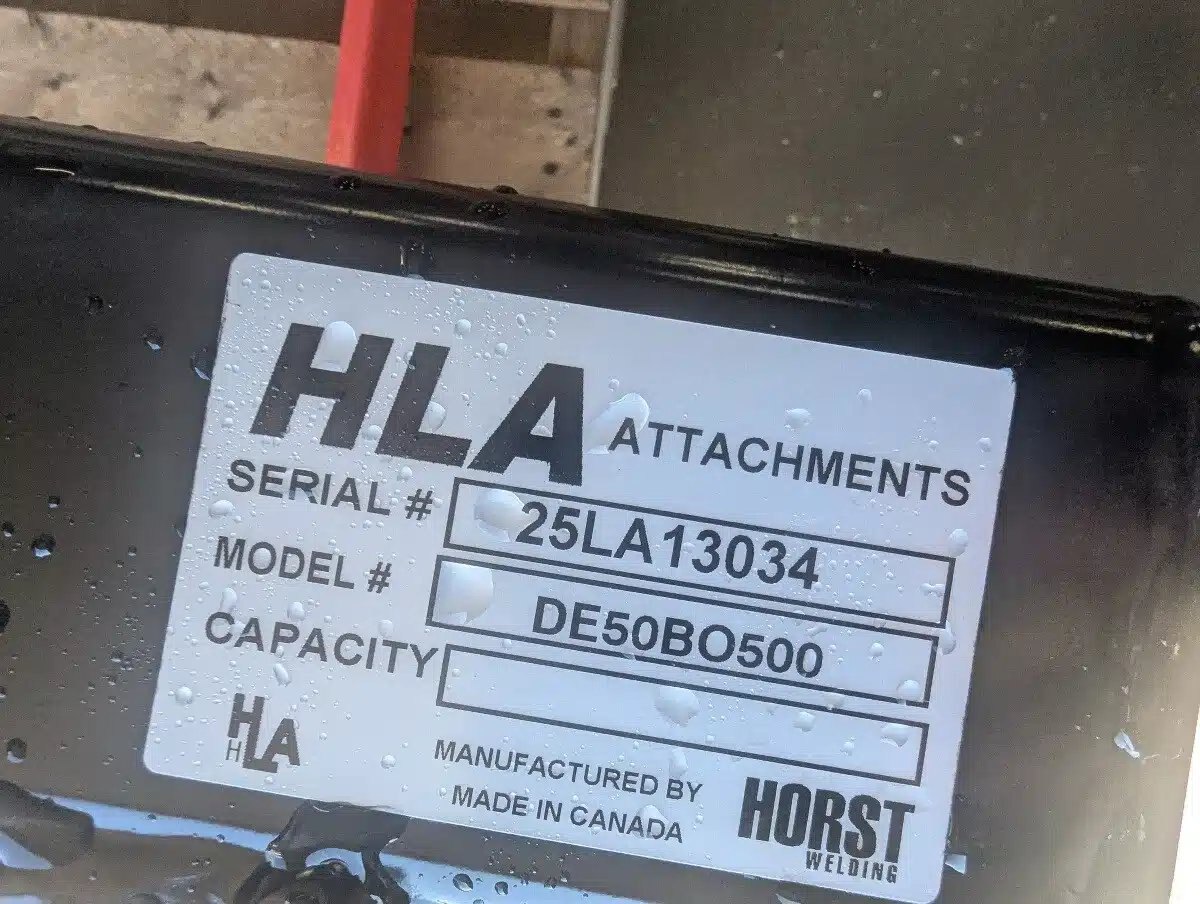 HLA ATTACHMENTS
SERIAL # 25LA13034
MODEL # DE50BO500
CAPACITY
HLA
H
MANUFACTURED BY
MADE IN CANADA
HORST
WELDING